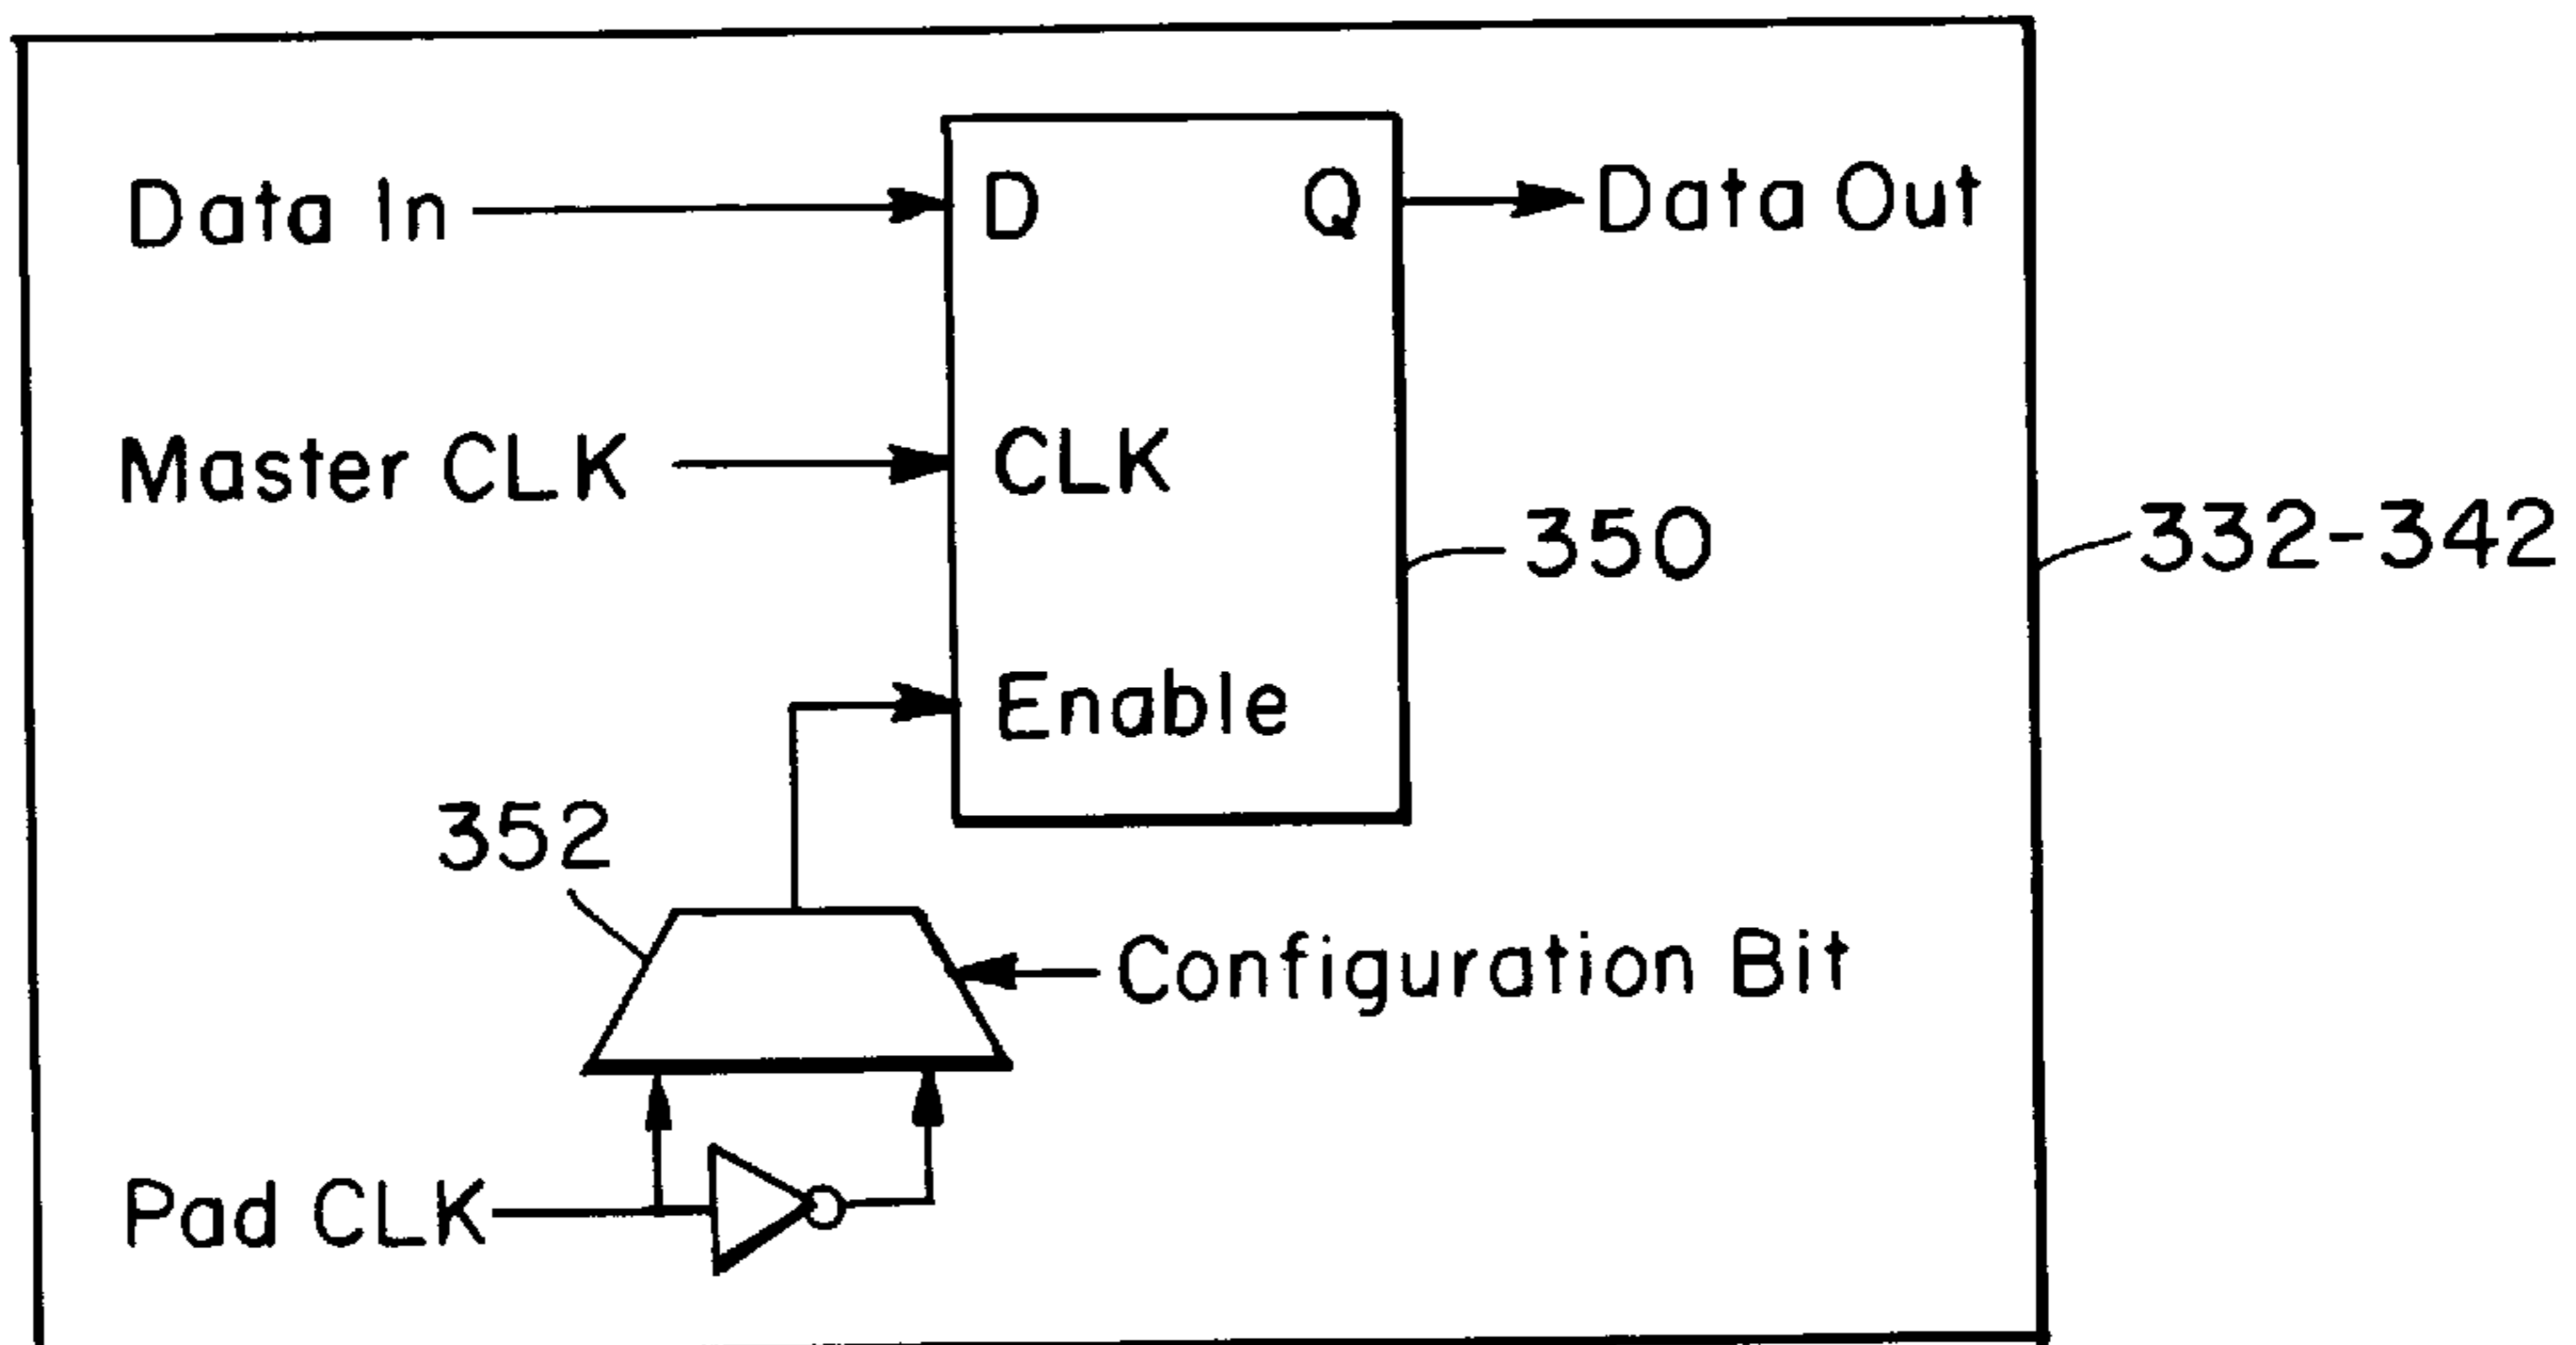 Data In
D
Q
Data Out
Master CLK
CLK
350
332-342
Enable
352
Configuration Bit
Pad CLK